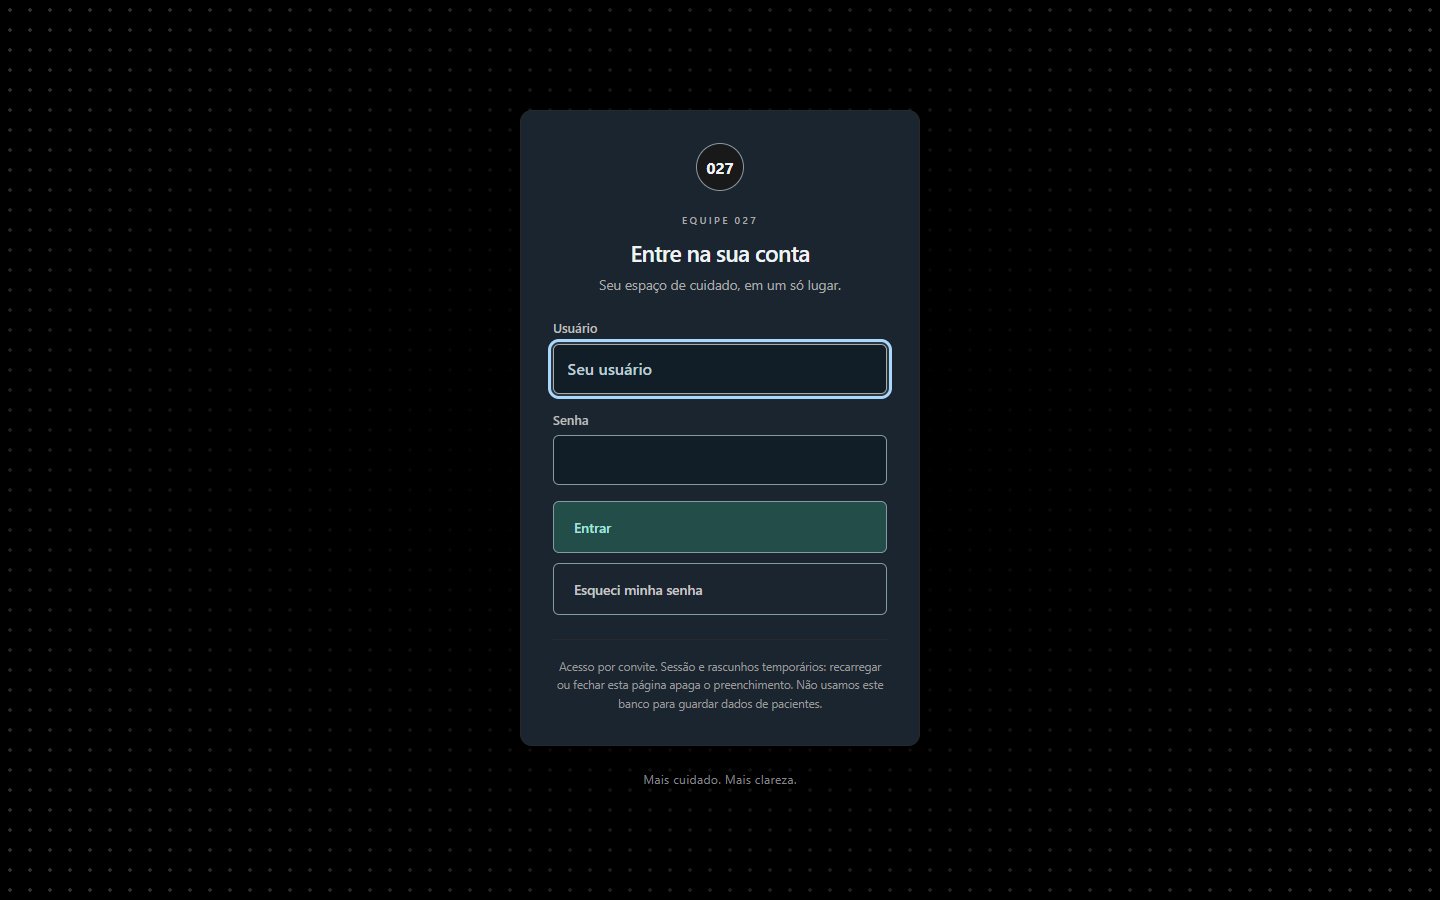 027
EQUIPE 027
Entre na sua conta
Seu espaço de cuidado, em um só lugar.
Usuário
Seu usuário
Senha
Entrar
Esqueci minha senha
Acesso por convite. Sessão e rascunhos temporários: recarregar
ou fechar esta página apaga o preenchimento. Não usamos este
banco para guardar dados de pacientes.
Mais cuidado. Mais clareza.